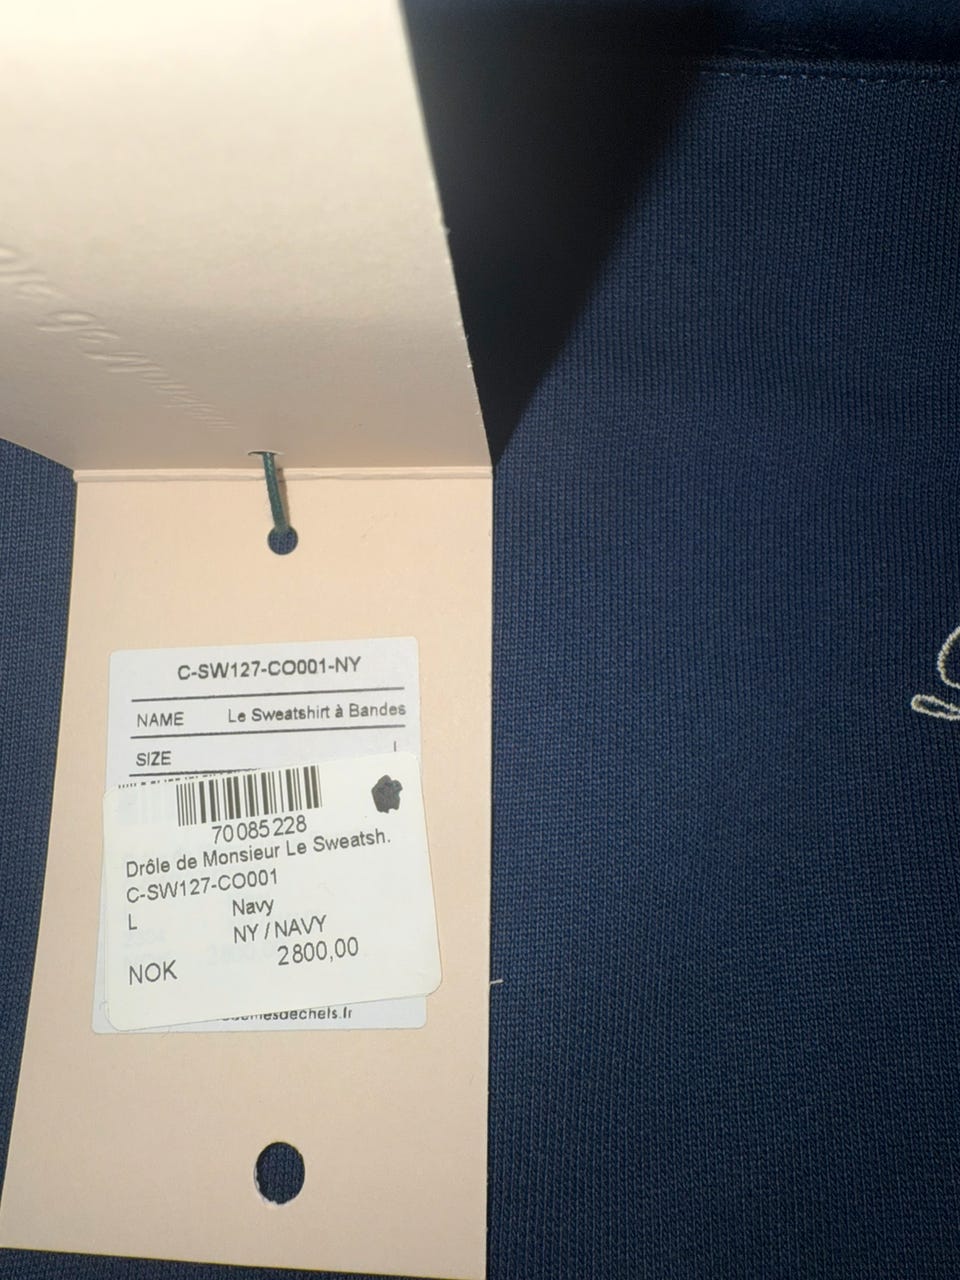 C-SW127-CO001-NY
NAME Le Sweatshirt à Bandes
SIZE L
70085228
Drôle de Monsieur Le Sweatsh.
C-SW127-CO001
L Navy
NY / NAVY
NOK 2800,00